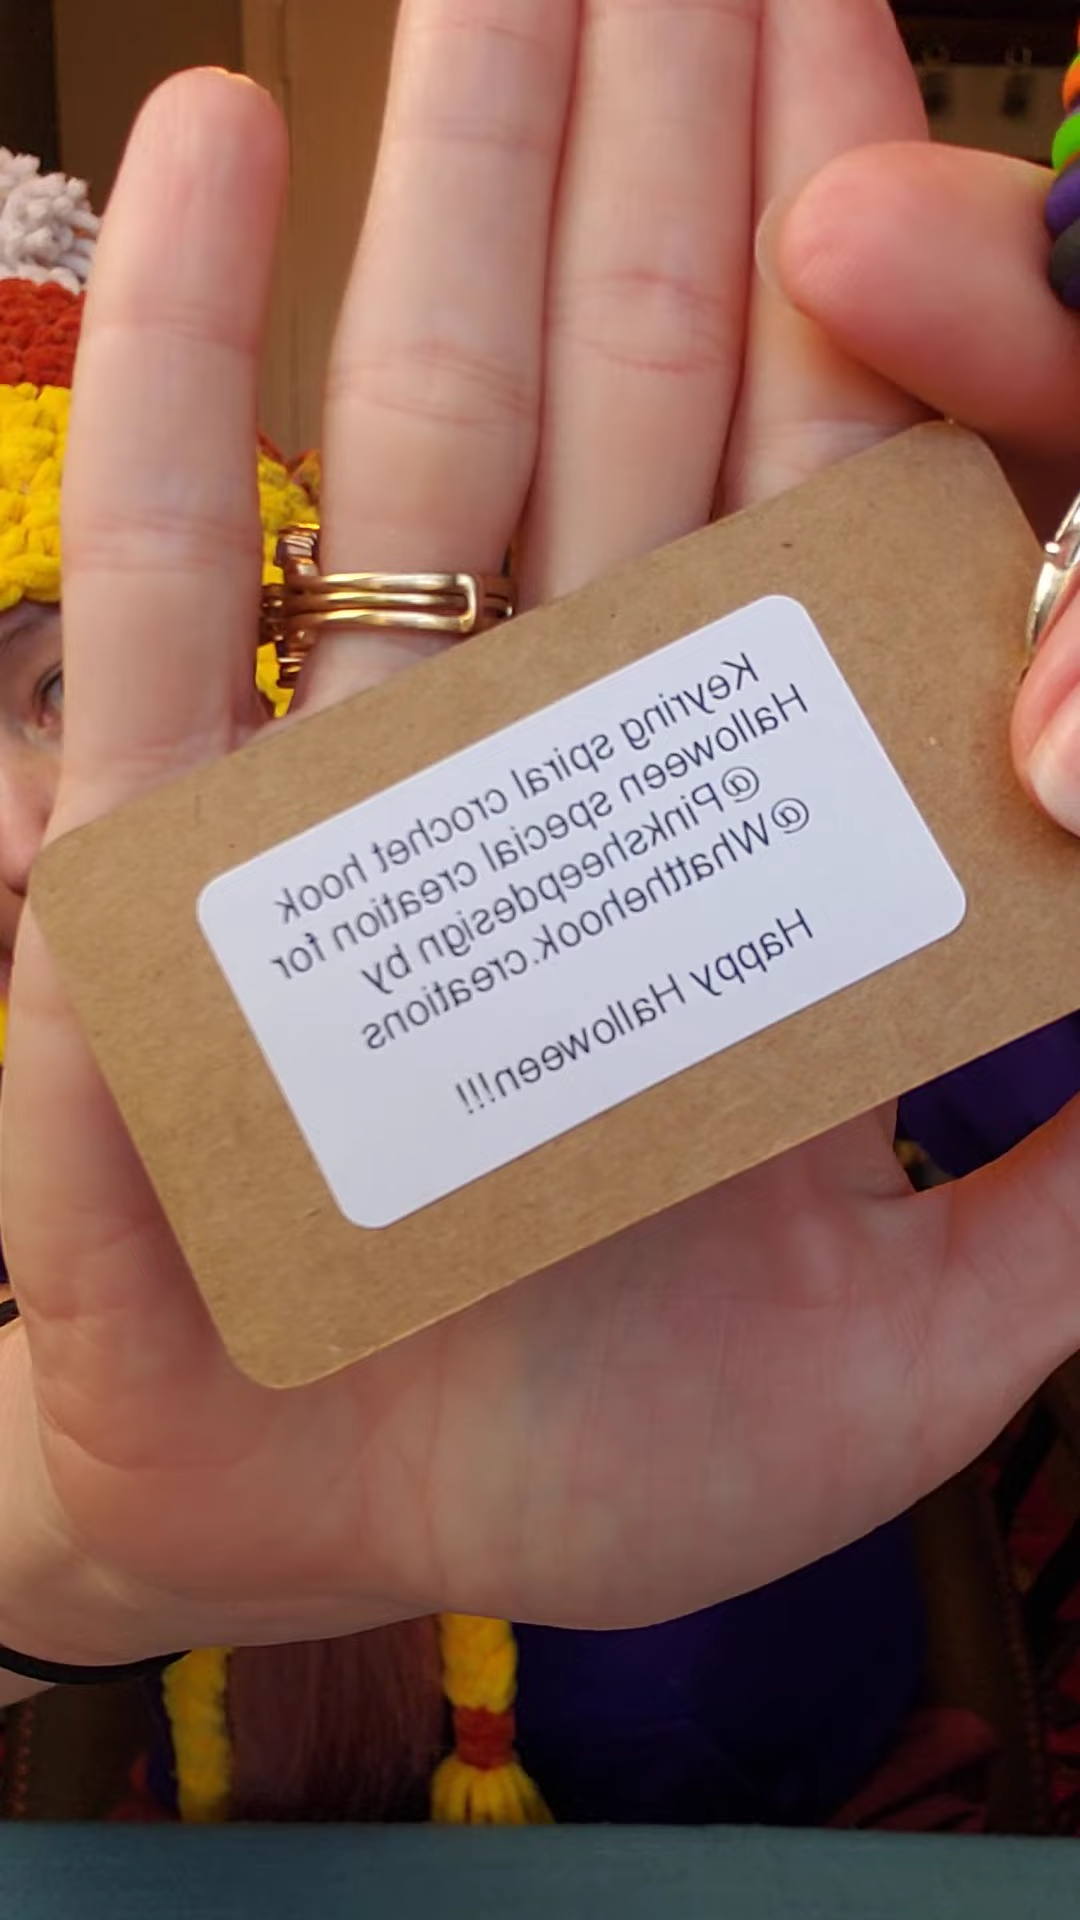 Keyring spiral crochet hook
Halloween special creation for
@Pinksheepdesign by
@Whatthehook.creations
Happy Halloween!!!